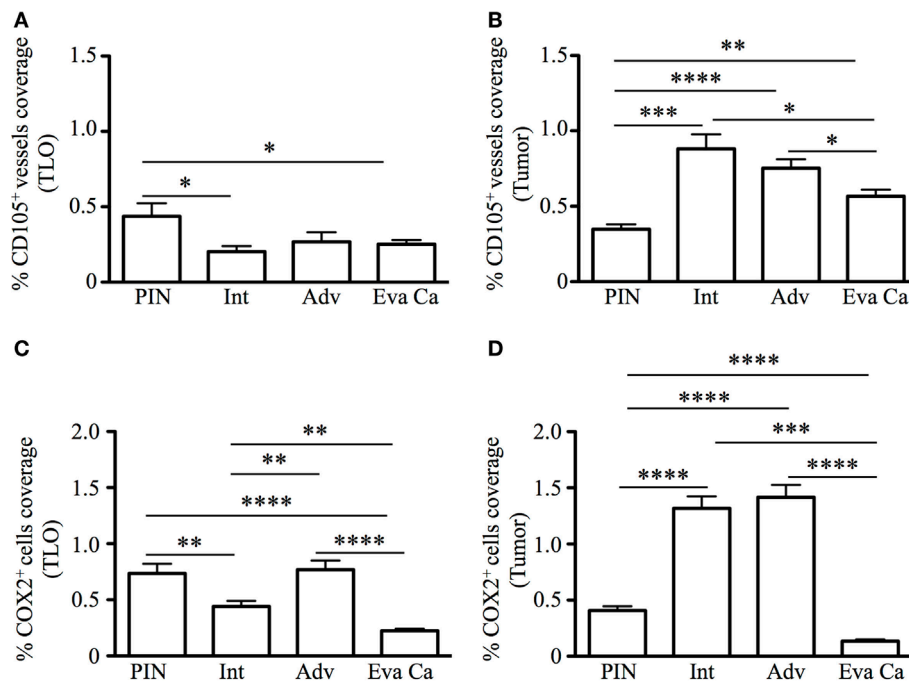 A
% CD105+ vessels coverage
(TLO)
1.5
1.0
0.5
0
*
*
PIN Int Adv Eva Ca
B
% CD105+ vessels coverage
(Tumor)
1.5
1.0
0.5
0
**
****
*** *
*
PIN Int Adv Eva Ca
C
% COX2+ cells coverage
(TLO)
2.0
1.5
1.0
0.5
0
**
**
****
** ****
PIN Int Adv Eva Ca
D
% COX2+ cells coverage
(Tumor)
2.0
1.5
1.0
0.5
0
****
****
***
**** ****
PIN Int Adv Eva Ca